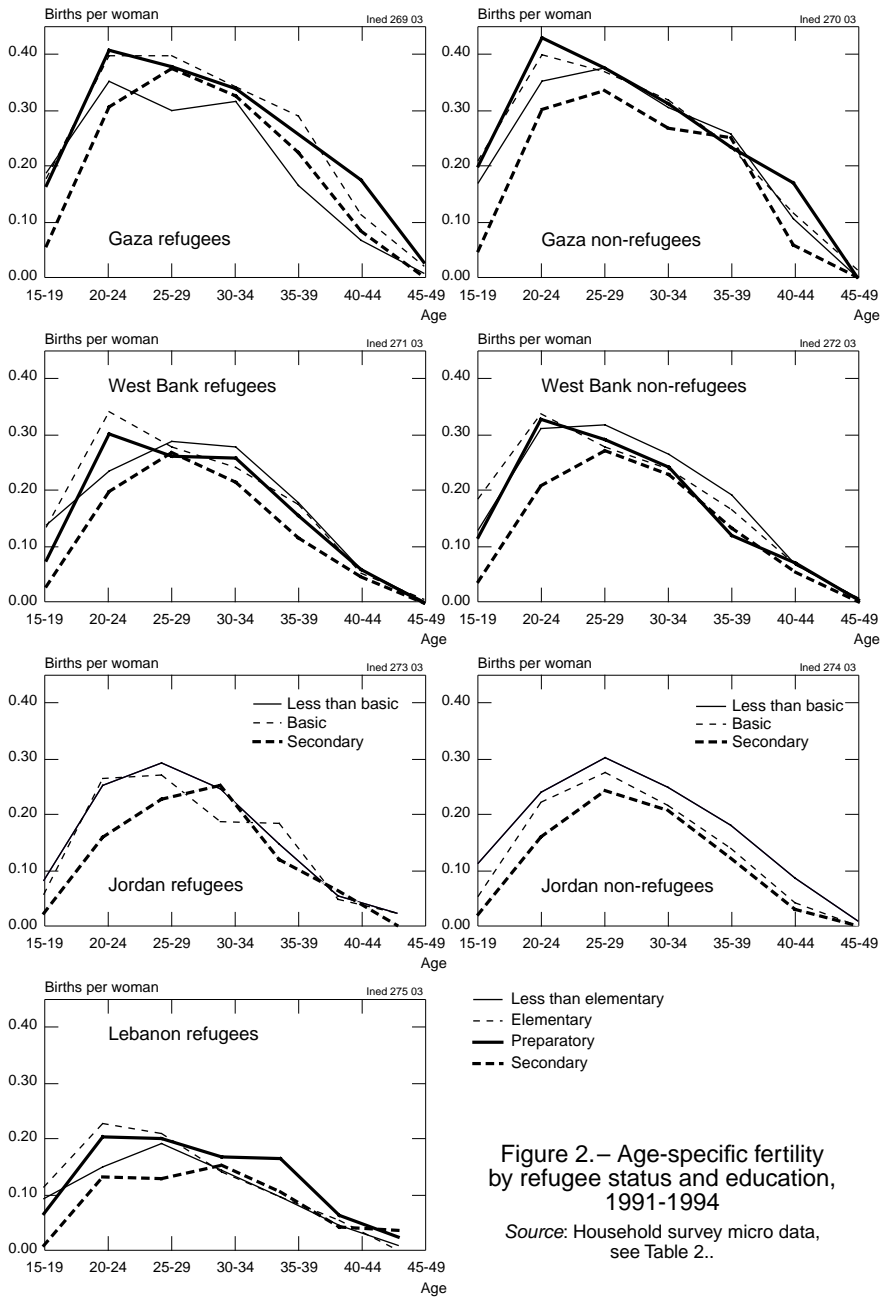 Births per woman
Ined 269 03
0.40
0.30
0.20
0.10
0.00
Gaza refugees
15-19 20-24 25-29 30-34 35-39 40-44 45-49
Age
Births per woman
Ined 270 03
0.40
0.30
0.20
0.10
0.00
Gaza non-refugees
15-19 20-24 25-29 30-34 35-39 40-44 45-49
Age
Births per woman
Ined 271 03
West Bank refugees
0.40
0.30
0.20
0.10
0.00
15-19 20-24 25-29 30-34 35-39 40-44 45-49
Age
Births per woman
Ined 272 03
West Bank non-refugees
0.40
0.30
0.20
0.10
0.00
15-19 20-24 25-29 30-34 35-39 40-44 45-49
Age
Births per woman
Ined 273 03
Less than basic
Basic
Secondary
0.40
0.30
0.20
0.10
0.00
Jordan refugees
15-19 20-24 25-29 30-34 35-39 40-44 45-49
Age
Births per woman
Ined 274 03
Less than basic
Basic
Secondary
0.40
0.30
0.20
0.10
0.00
Jordan non-refugees
15-19 20-24 25-29 30-34 35-39 40-44 45-49
Age
Births per woman
Ined 275 03
Lebanon refugees
0.40
0.30
0.20
0.10
0.00
15-19 20-24 25-29 30-34 35-39 40-44 45-49
Age
Less than elementary
Elementary
Preparatory
Secondary
Figure 2.– Age-specific fertility
by refugee status and education,
1991-1994
Source: Household survey micro data,
see Table 2..